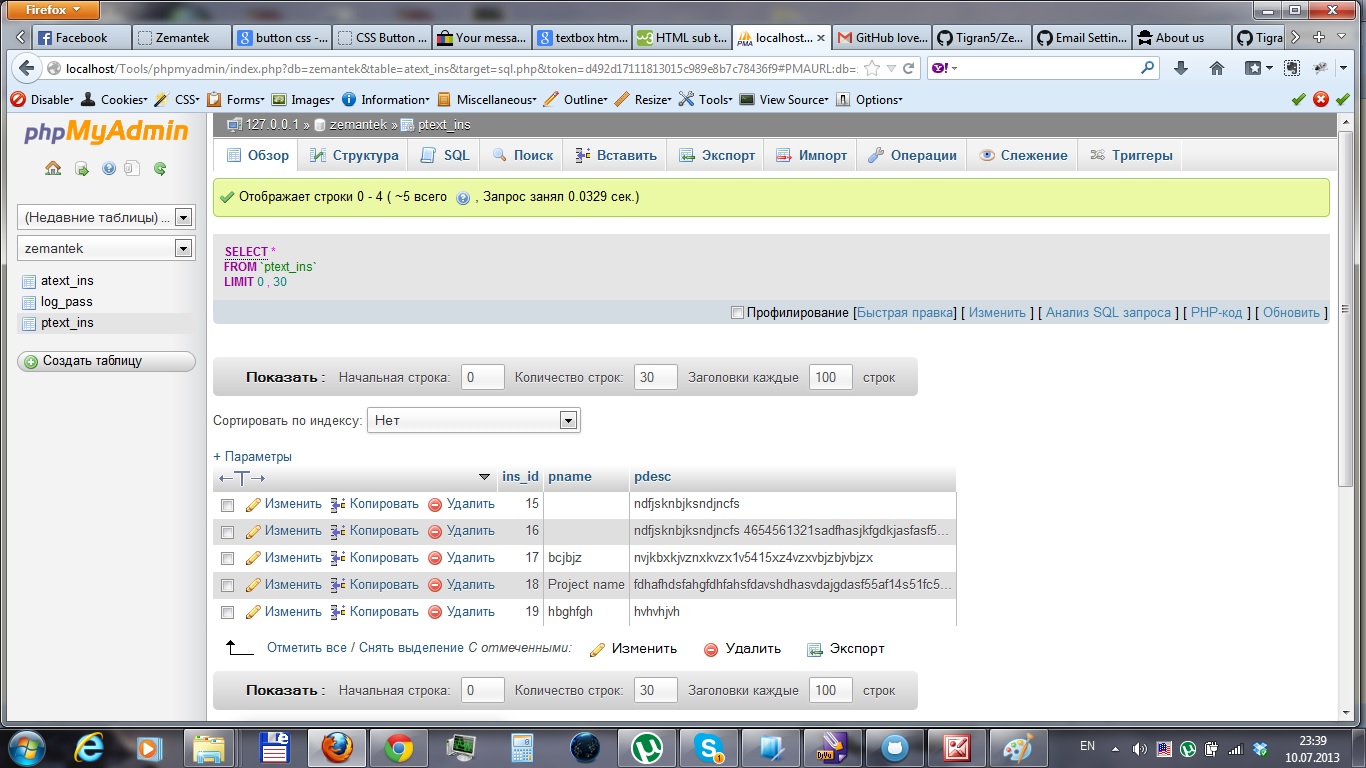 Firefox
Facebook
Zemantek
button css -...
CSS Button ...
Your messa...
textbox htm...
HTML sub t...
localhost...
GitHub love...
Tigran5/Ze...
Email Settin...
About us
Tigra
localhost/Tools/phpmyadmin/index.php?db=zemantek&table=atext_ins&target=sql.php&token=d492d17111813015c989e8b7c78436f9#PMAURL:db=
Disable
Cookies
CSS
Forms
Images
Information
Miscellaneous
Outline
Resize
Tools
View Source
Options
phpMyAdmin
127.0.0.1 » zemantek » ptext_ins
Обзор
Структура
SQL
Поиск
Вставить
Экспорт
Импорт
Операции
Слежение
Триггеры
(Недавние таблицы) ...
zemantek
atext_ins
log_pass
ptext_ins
Создать таблицу
Отображает строки 0 - 4 ( ~5 всего , Запрос занял 0.0329 сек.)
SELECT *
FROM `ptext_ins`
LIMIT 0 , 30
Профилирование [Быстрая правка] [ Изменить ] [ Анализ SQL запроса ] [ PHP-код ] [ Обновить ]
Показать : Начальная строка: 0 Количество строк: 30 Заголовки каждые 100 строк
Сортировать по индексу: Нет
+ Параметры
ins_id pname pdesc
Изменить Копировать Удалить 15 ndfjsknbjksndjncfs
Изменить Копировать Удалить 16 ndfjsknbjksndjncfs 4654561321sadfhasjkfgdkjasfasf5...
Изменить Копировать Удалить 17 bcjbjz nvjkbxkjvznxkvzx1v5415xz4vzxvbjzbjvbjzx
Изменить Копировать Удалить 18 Project name fdhafhdsfahgfdhfahsfdavshdhasvdajgdasf55af14s51fc5...
Изменить Копировать Удалить 19 hbghfgh hvhvhjvh
Отметить все / Снять выделение С отмеченными: Изменить Удалить Экспорт
Показать : Начальная строка: 0 Количество строк: 30 Заголовки каждые 100 строк
EN
23:39
10.07.2013